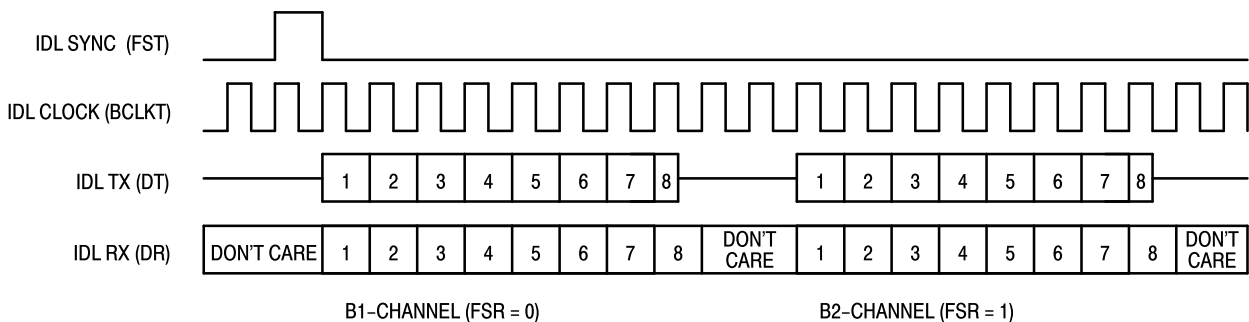 IDL SYNC (FST)
IDL CLOCK (BCLKT)
IDL TX (DT)
1 2 3 4 5 6 7 8 1 2 3 4 5 6 7 8
IDL RX (DR)
DON'T CARE 1 2 3 4 5 6 7 8 DON'T CARE 1 2 3 4 5 6 7 8 DON'T CARE
B1–CHANNEL (FSR = 0) B2–CHANNEL (FSR = 1)